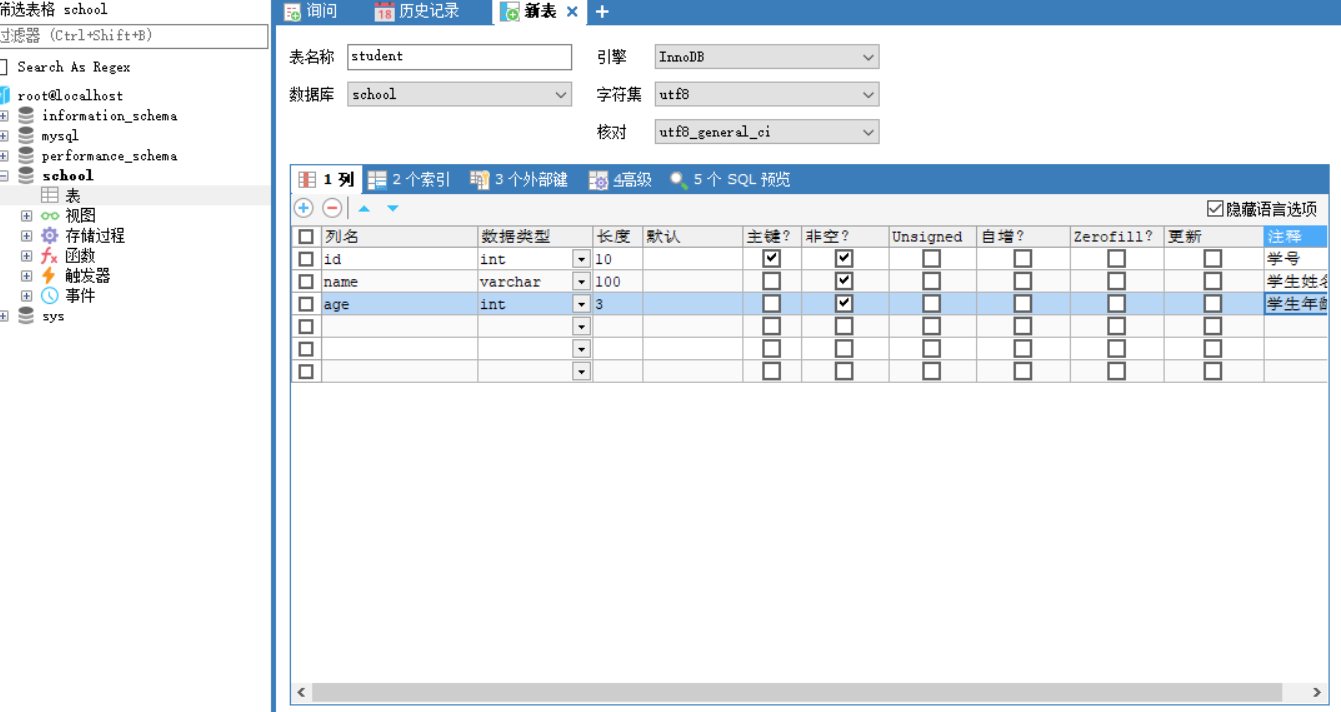 筛选表格 school
过滤器 (Ctrl+Shift+B)
Search As Regex
root@localhost
information_schema
mysql
performance_schema
school
表
视图
存储过程
函数
触发器
事件
sys
询问 18 历史记录 新表
表名称 student 引擎 InnoDB
数据库 school 字符集 utf8
核对 utf8_general_ci
1 列 2 个索引 3 个外部键 4高级 5 个 SQL 预览
隐藏语言选项
列名 数据类型 长度 默认 主键? 非空? Unsigned 自增? Zerofill? 更新 注释
id int 10 学号
name varchar 100 学生姓名
age int 3 学生年龄